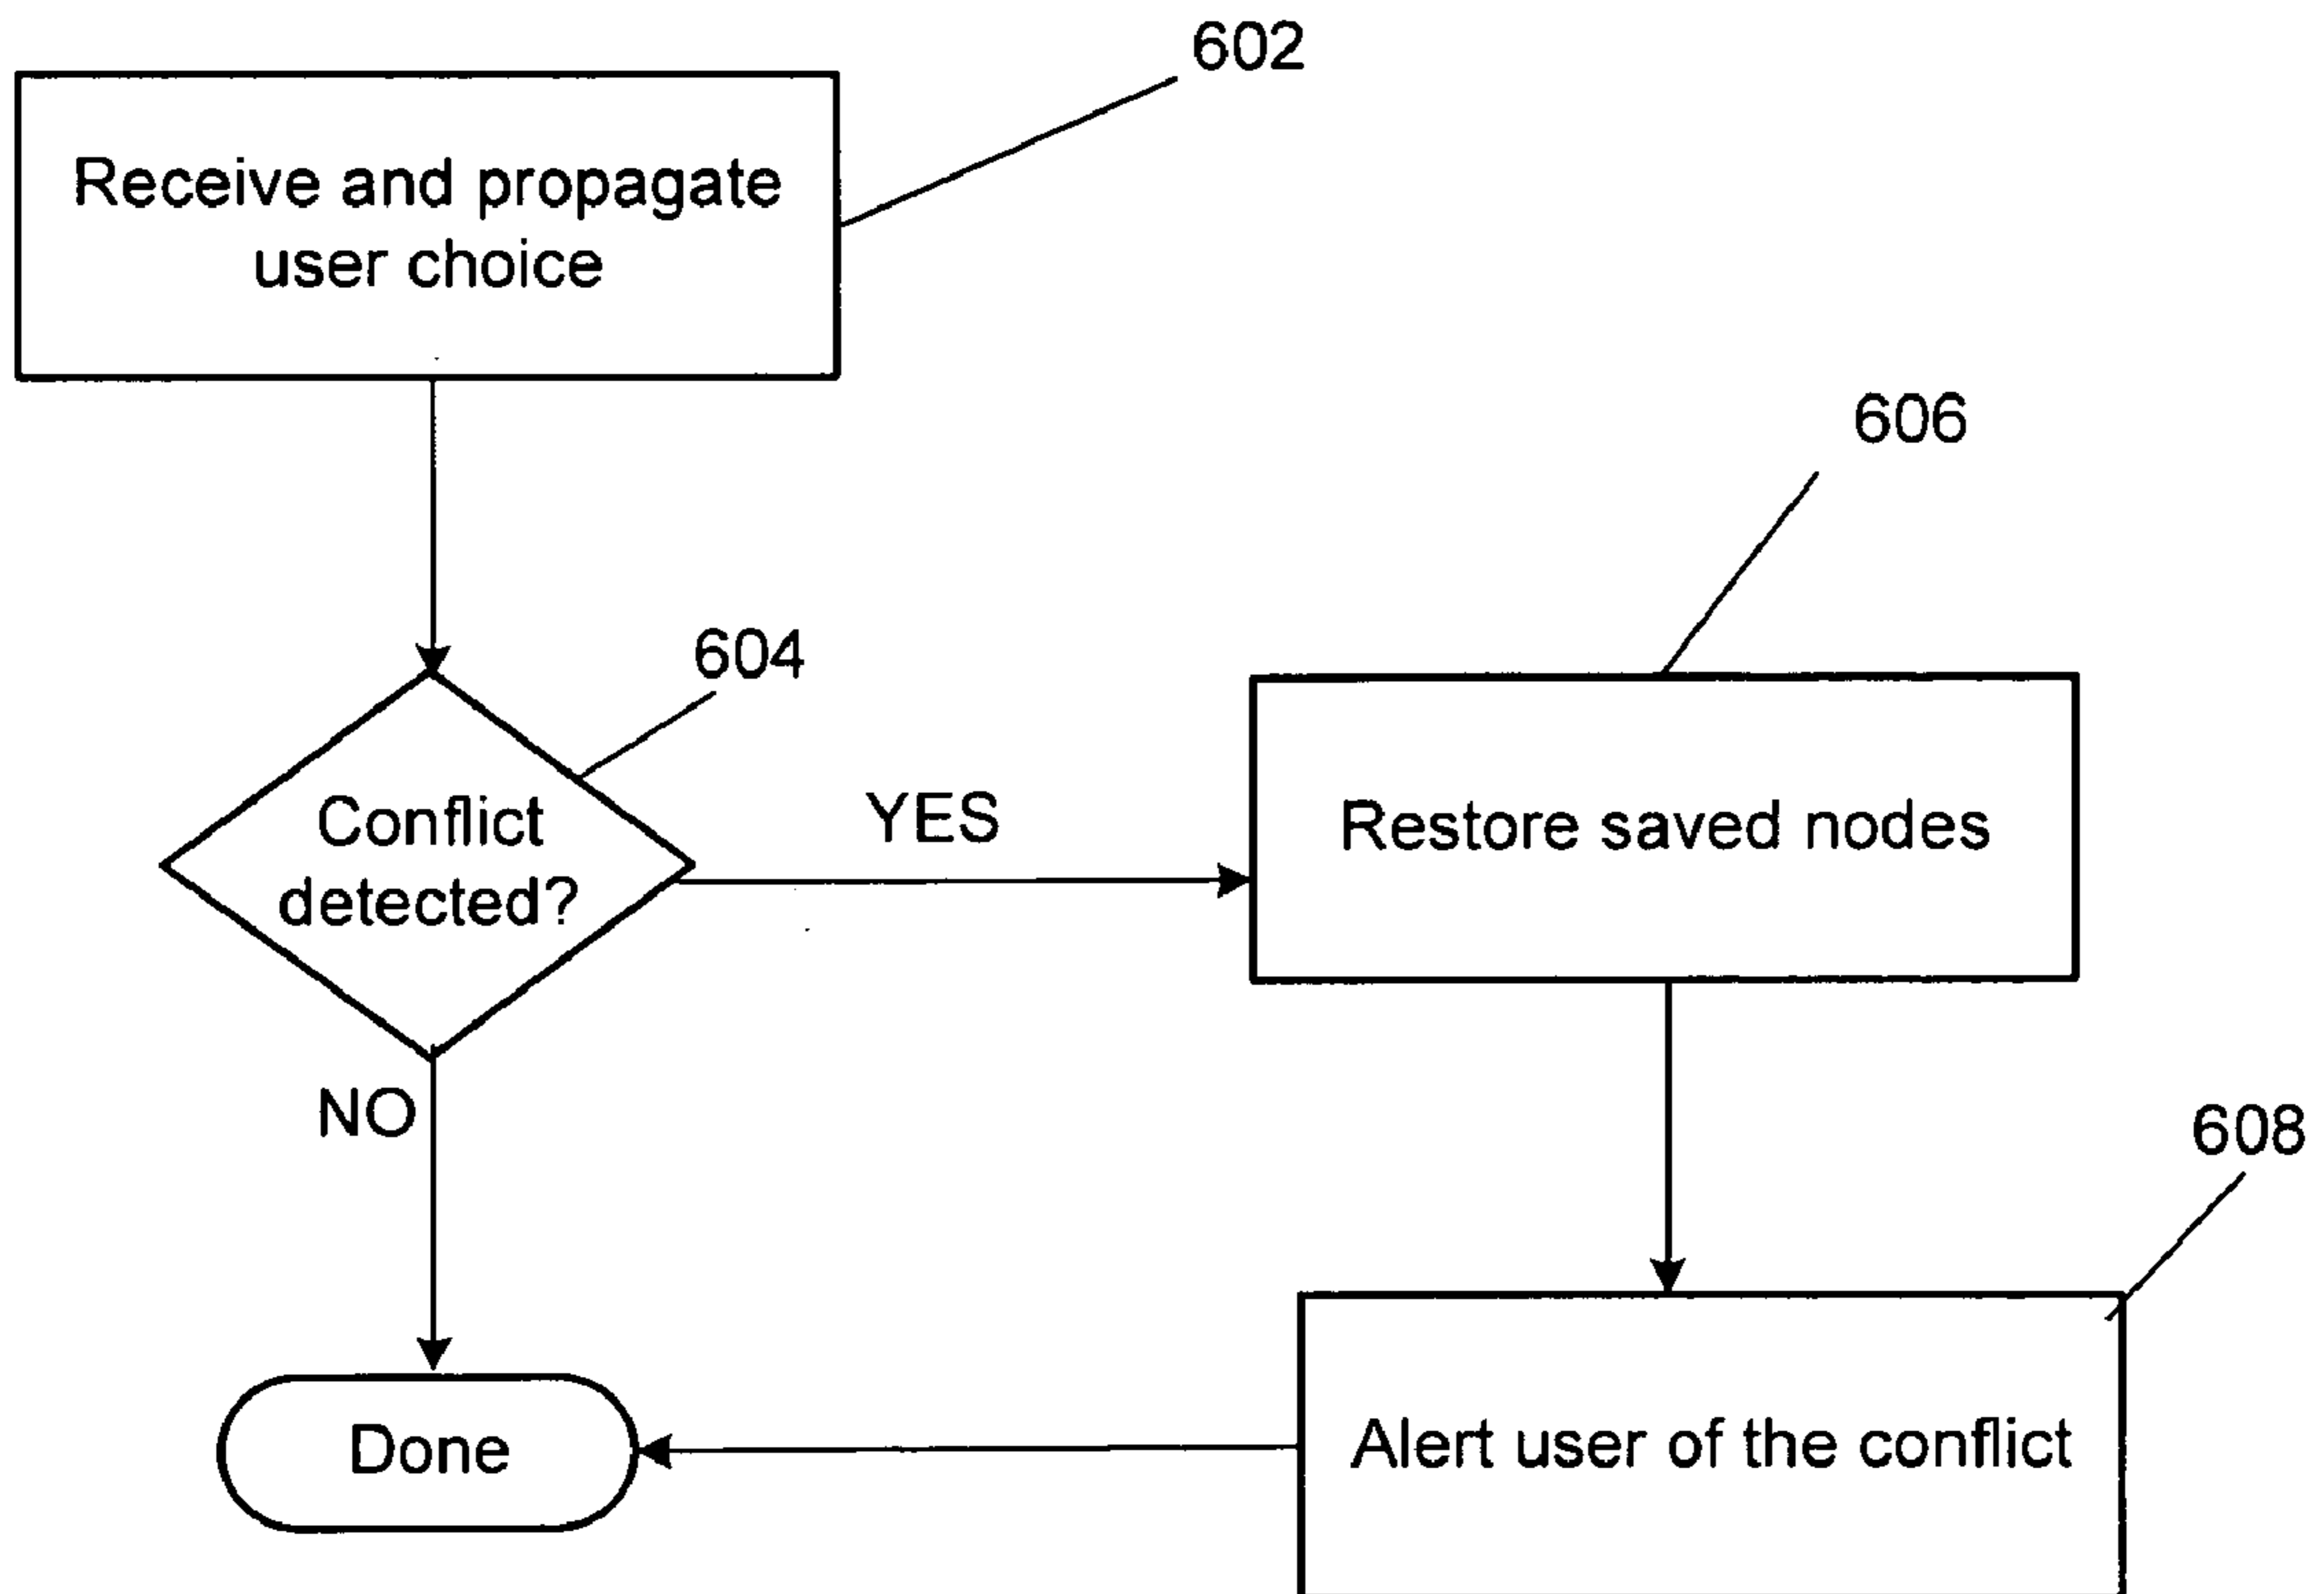 602
Receive and propagate
user choice
606
604
Conflict
detected?
YES
Restore saved nodes
NO
608
Done
Alert user of the conflict